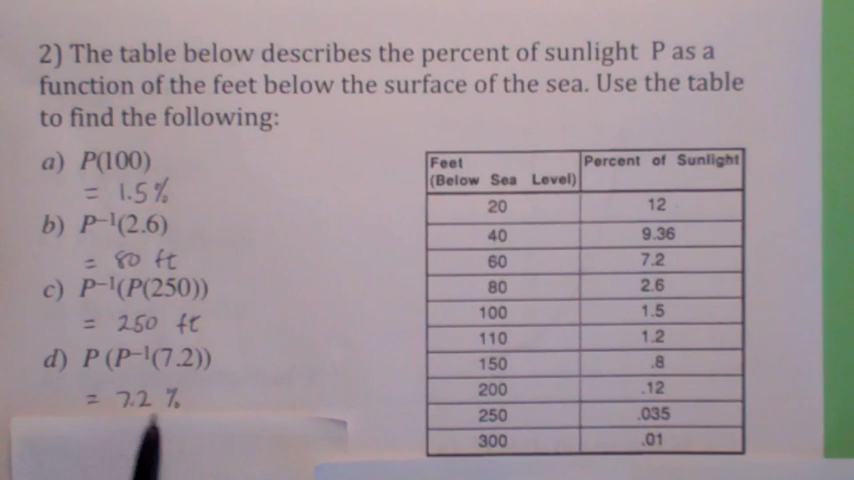 2) The table below describes the percent of sunlight P as a
function of the feet below the surface of the sea. Use the table
to find the following:
a) P(100)
= 1.5%
b) P⁻¹(2.6)
= 80 ft
c) P⁻¹(P(250))
= 250 ft
d) P (P⁻¹(7.2))
= 7.2 %
Feet
(Below Sea Level) Percent of Sunlight
20 12
40 9.36
60 7.2
80 2.6
100 1.5
110 1.2
150 .8
200 .12
250 .035
300 .01